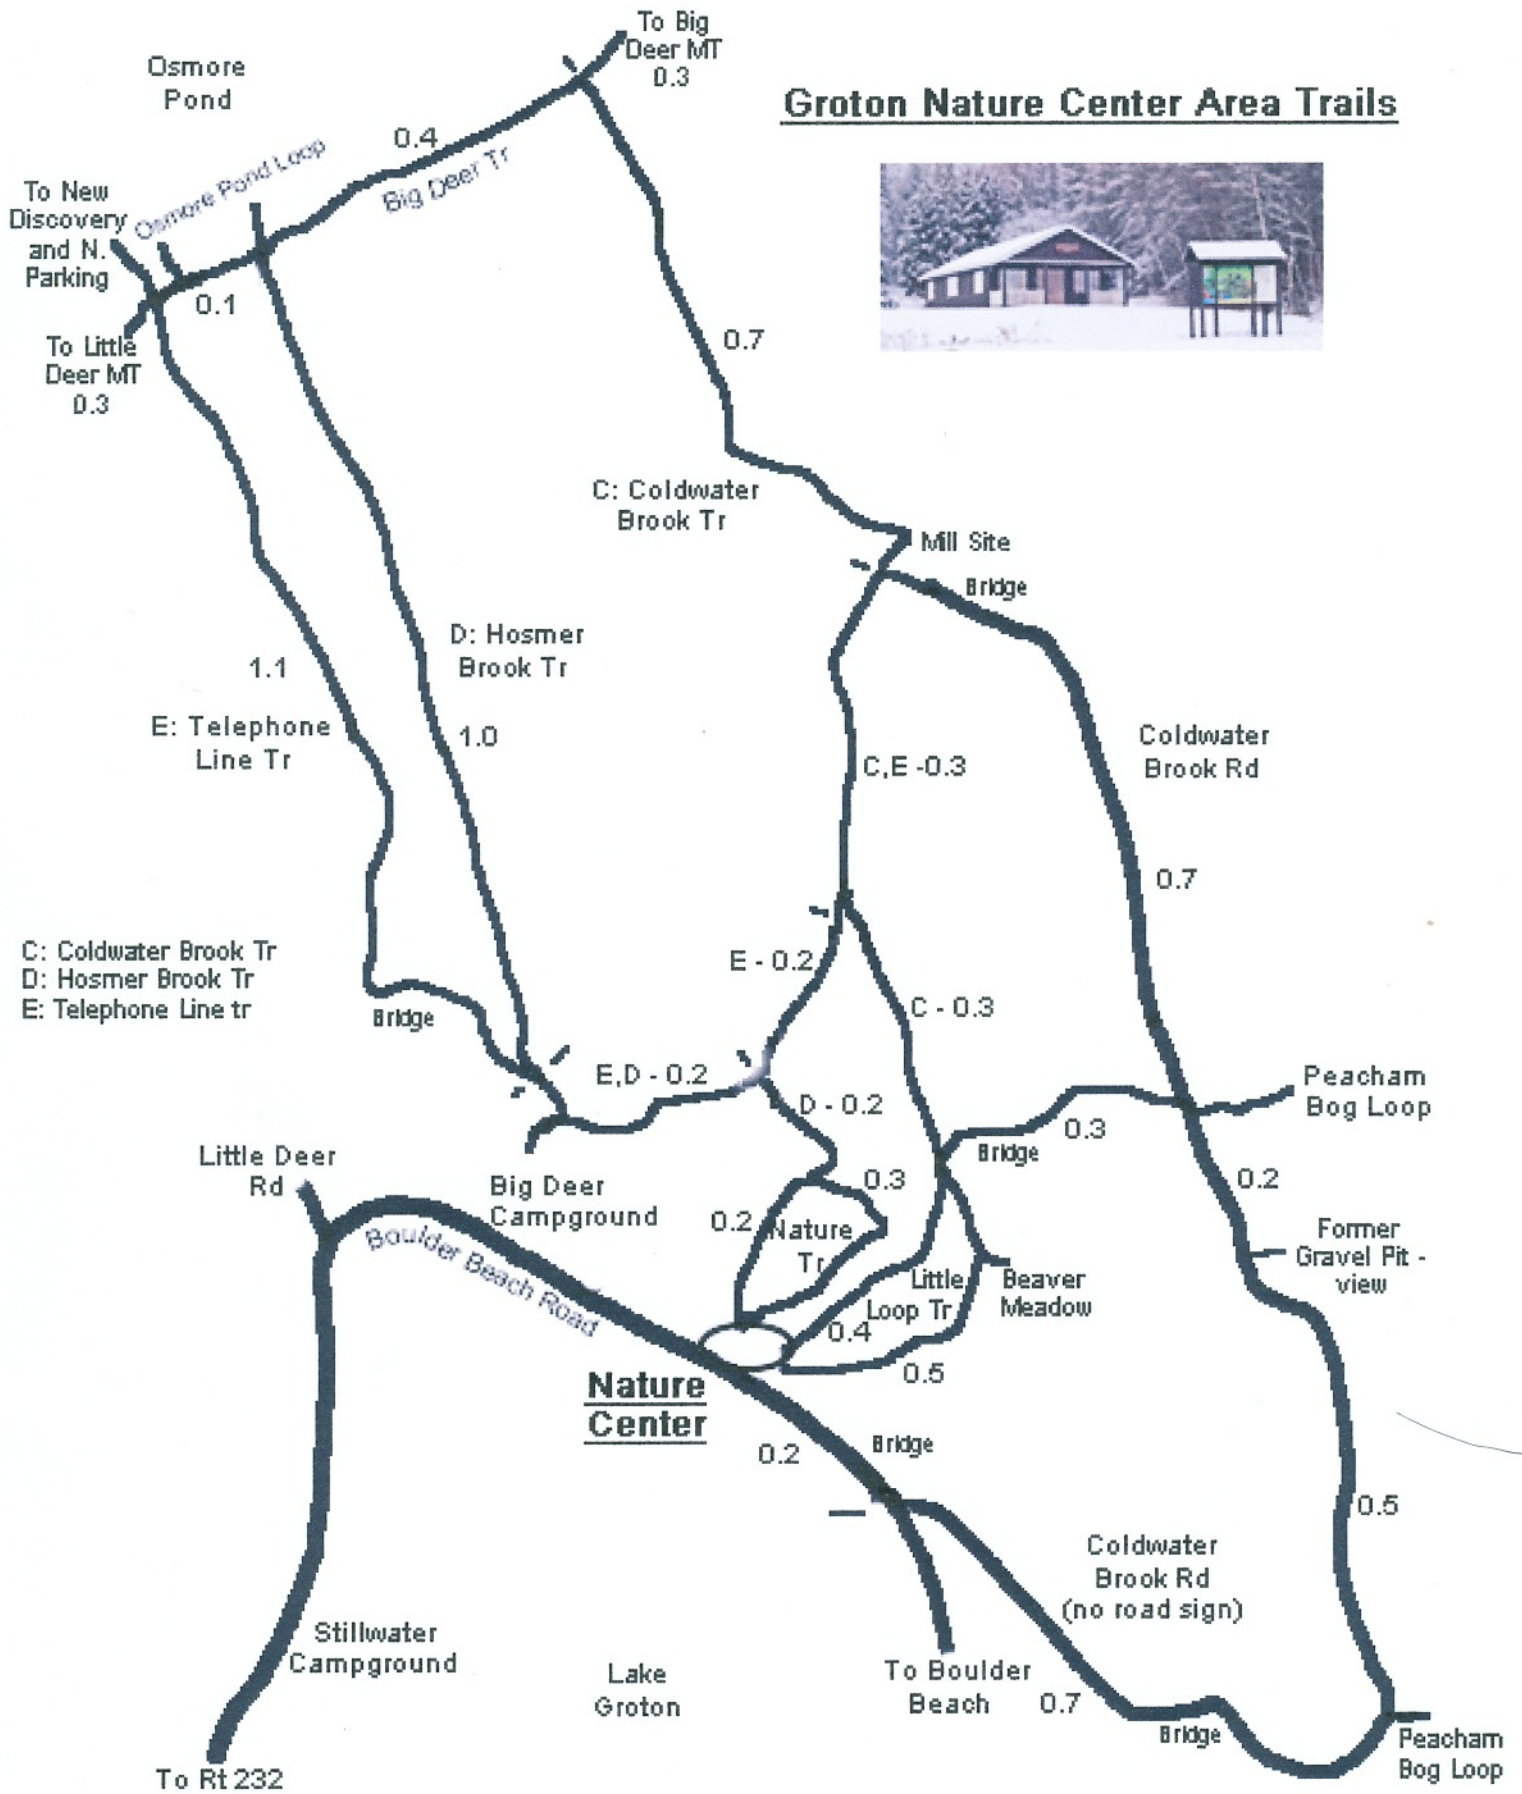 To Big
Deer MT
0.3
Osmore
Pond
Groton Nature Center Area Trails
0.4
Big Deer Tr
Osmore Pond Loop
To New
Discovery
and N.
Parking
0.1
To Little
Deer MT
0.3
0.7
C: Coldwater
Brook Tr
Mill Site
Bridge
D: Hosmer
Brook Tr
1.1
E: Telephone
Line Tr
1.0
Coldwater
Brook Rd
C,E -0.3
0.7
C: Coldwater Brook Tr
D: Hosmer Brook Tr
E: Telephone Line tr
E - 0.2
C - 0.3
Bridge
E,D - 0.2
D - 0.2
Peacham
Bog Loop
0.3
Bridge
Little Deer
Rd
Big Deer
Campground
0.3
0.2
0.2
Nature
Tr
Former
Gravel Pit -
view
Boulder Beach Road
Little
Loop Tr
Beaver
Meadow
0.4
0.5
Nature
Center
0.2
Bridge
0.5
Coldwater
Brook Rd
(no road sign)
Stillwater
Campground
Lake
Groton
To Boulder
Beach
0.7
Bridge
Peacham
Bog Loop
To Rt 232